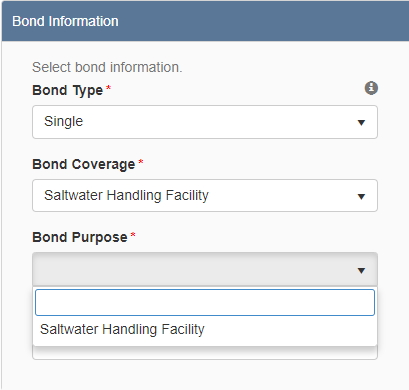 Bond Information
Select bond information.
Bond Type *
Single
Bond Coverage *
Saltwater Handling Facility
Bond Purpose *
Saltwater Handling Facility